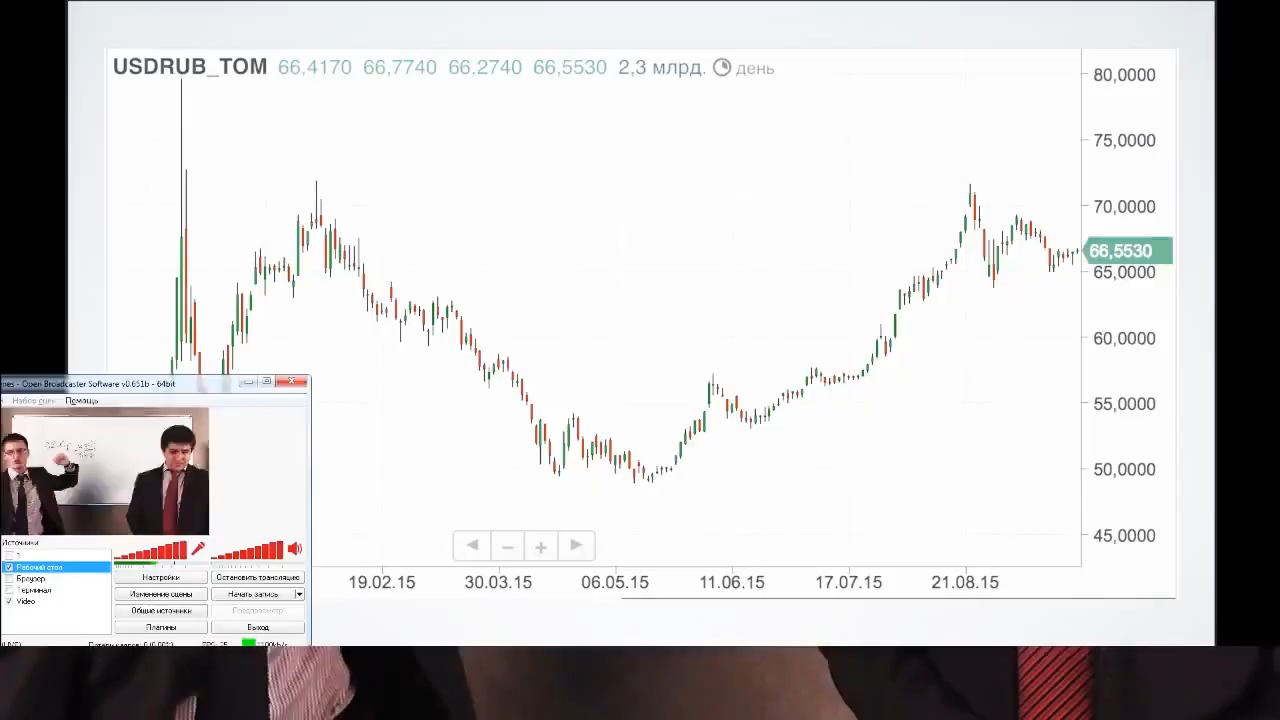 USDRUB_TOM 66,4170 66,7740 66,2740 66,5530 2,3 млрд. день
80,0000
75,0000
70,0000
66,5530
65,0000
60,0000
55,0000
50,0000
45,0000
19.02.15 30.03.15 06.05.15 11.06.15 17.07.15 21.08.15
- Open Broadcaster Software v0.651b - 64bit
Набор сцен Помощь
Источники
1
Рабочий стол
Браузер
Терминал
Video
Настройки Остановить трансляцию
Изменение сцены Начать запись
Общие источники Предпросмотр
Плагины Выход